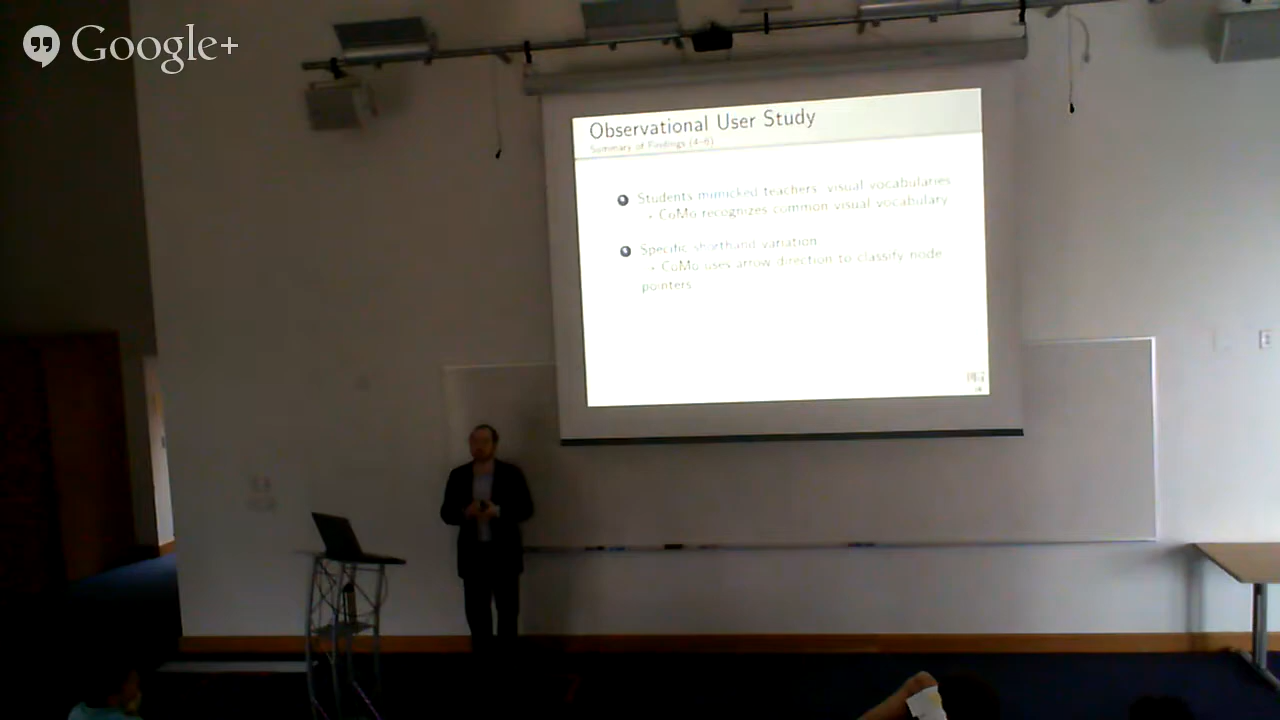 Google+
Observational User Study
Summary of Findings (4-6)
Students mimicked teachers' visual vocabularies
- CoMo recognizes common visual vocabulary
Specific shorthand variation
- CoMo uses arrow direction to classify node
pointers